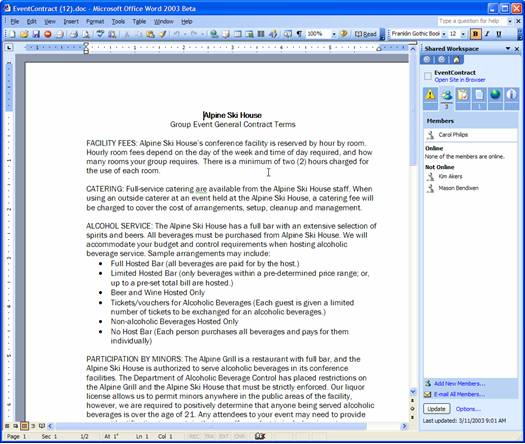 EventContract (12).doc - Microsoft Office Word 2003 Beta
File Edit View Insert Format Tools Table Window Help
Type a question for help
100% Read Franklin Gothic Book 12 B I
Shared Workspace
EventContract
Open Site in Browser
3 1
Members
Carol Philips
Online
None of the members are online.
Not Online
Kim Akers
Mason Bendixen
Alpine Ski House
Group Event General Contract Terms
FACILITY FEES: Alpine Ski House's conference facility is reserved by hour by room.
Hourly room fees depend on the day of the week and time of day required, and how
many rooms your group requires. There is a minimum of two (2) hours charged for
the use of each room.
CATERING: Full-service catering are available from the Alpine Ski House staff. When
using an outside caterer at an event held at the Alpine Ski House, a catering fee will
be charged to cover the cost of arrangements, setup, cleanup and management.
ALCOHOL SERVICE: The Alpine Ski House has a full bar with an extensive selection of
spirits and beers. All beverages must be purchased from Alpine Ski House. We will
accommodate your budget and control requirements when hosting alcoholic
beverage service. Sample arrangements may include:
• Full Hosted Bar (all beverages are paid for by the host.)
• Limited Hosted Bar (only beverages within a pre-determined price range; or,
up to a pre-set total bill are hosted.)
• Beer and Wine Hosted Only
• Tickets/vouchers for Alcoholic Beverages (Each guest is given a limited
number of tickets to be exchanged for an alcoholic beverage.)
• Non-alcoholic Beverages Hosted Only
• No Host Bar (Each person purchases all beverages and pays for them
individually)
PARTICIPATION BY MINORS: The Alpine Grill is a restaurant with full bar, and the
Alpine Ski House is authorized to serve alcoholic beverages in its conference
facilities. The Department of Alcoholic Beverage Control has placed restrictions on
the Alpine Grill and the Alpine Ski House that must be strictly enforced. Our liquor
license allows us to permit minors anywhere in the public areas of the facility,
however, we are required to positively determine that anyone being served alcoholic
beverages is over the age of 21. Any attendees to your event may need to provide
Add New Members...
E-mail All Members...
Update Options...
Last updated: 3/11/2003 9:01 AM
Page 1 Sec 1 1/2 At 1" Ln 1 Col 1 REC TRK EXT OVR